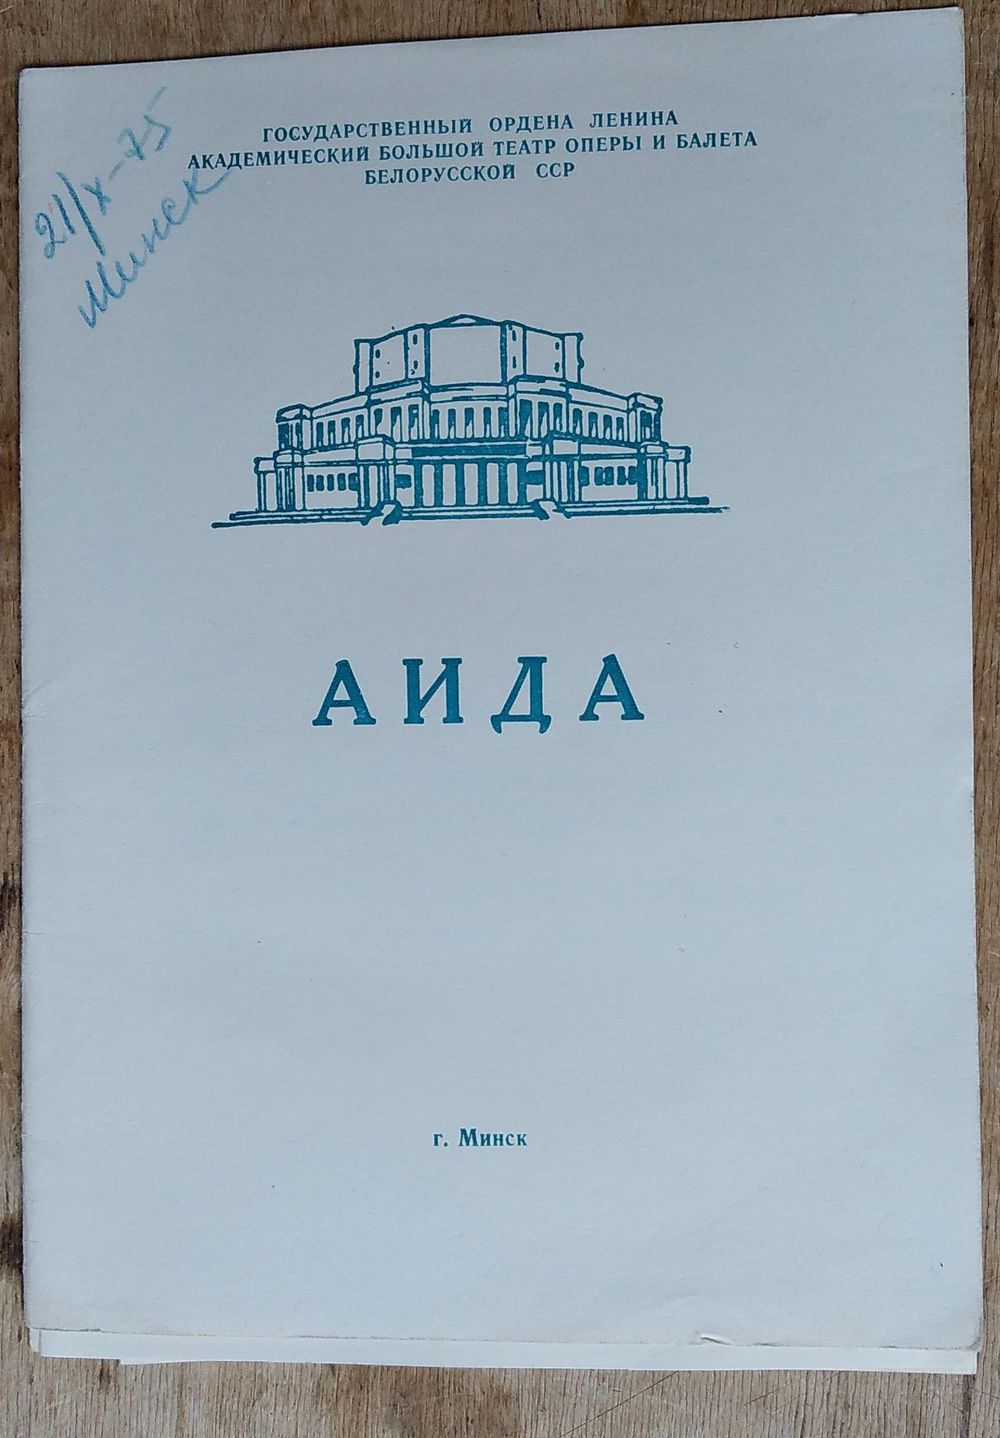 21/X-75
Минск
ГОСУДАРСТВЕННЫЙ ОРДЕНА ЛЕНИНА
АКАДЕМИЧЕСКИЙ БОЛЬШОЙ ТЕАТР ОПЕРЫ И БАЛЕТА
БЕЛОРУССКОЙ ССР
АИДА
г. Минск